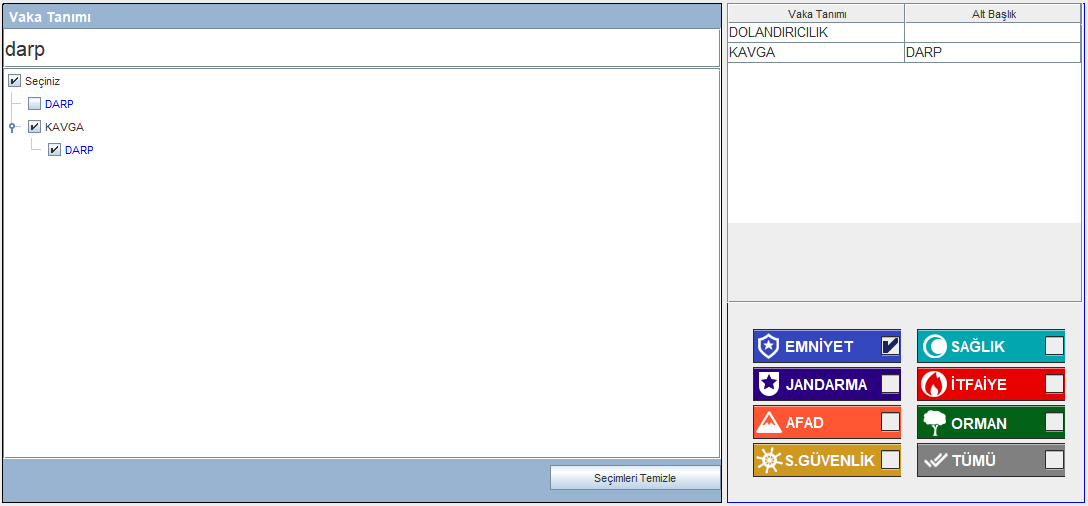 Vaka Tanımı
darp
Seçiniz
DARP
KAVGA
DARP
Seçimleri Temizle
Vaka Tanımı Alt Başlık
DOLANDIRICILIK
KAVGA DARP
EMNİYET SAĞLIK
JANDARMA İTFAİYE
AFAD ORMAN
S.GÜVENLİK TÜMÜ